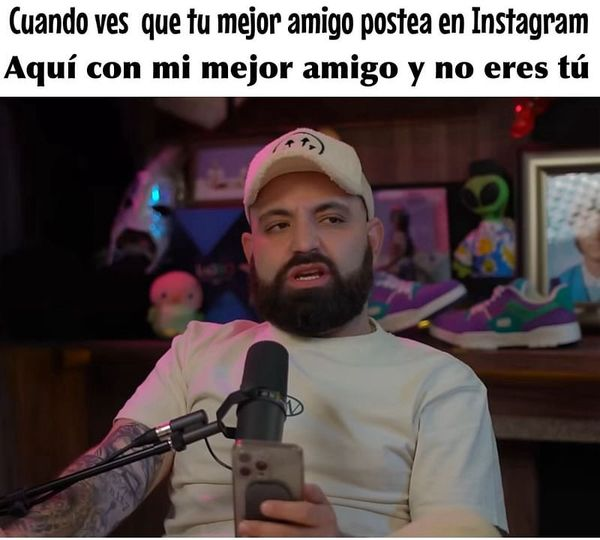 Cuando ves que tu mejor amigo postea en Instagram
Aquí con mi mejor amigo y no eres tú